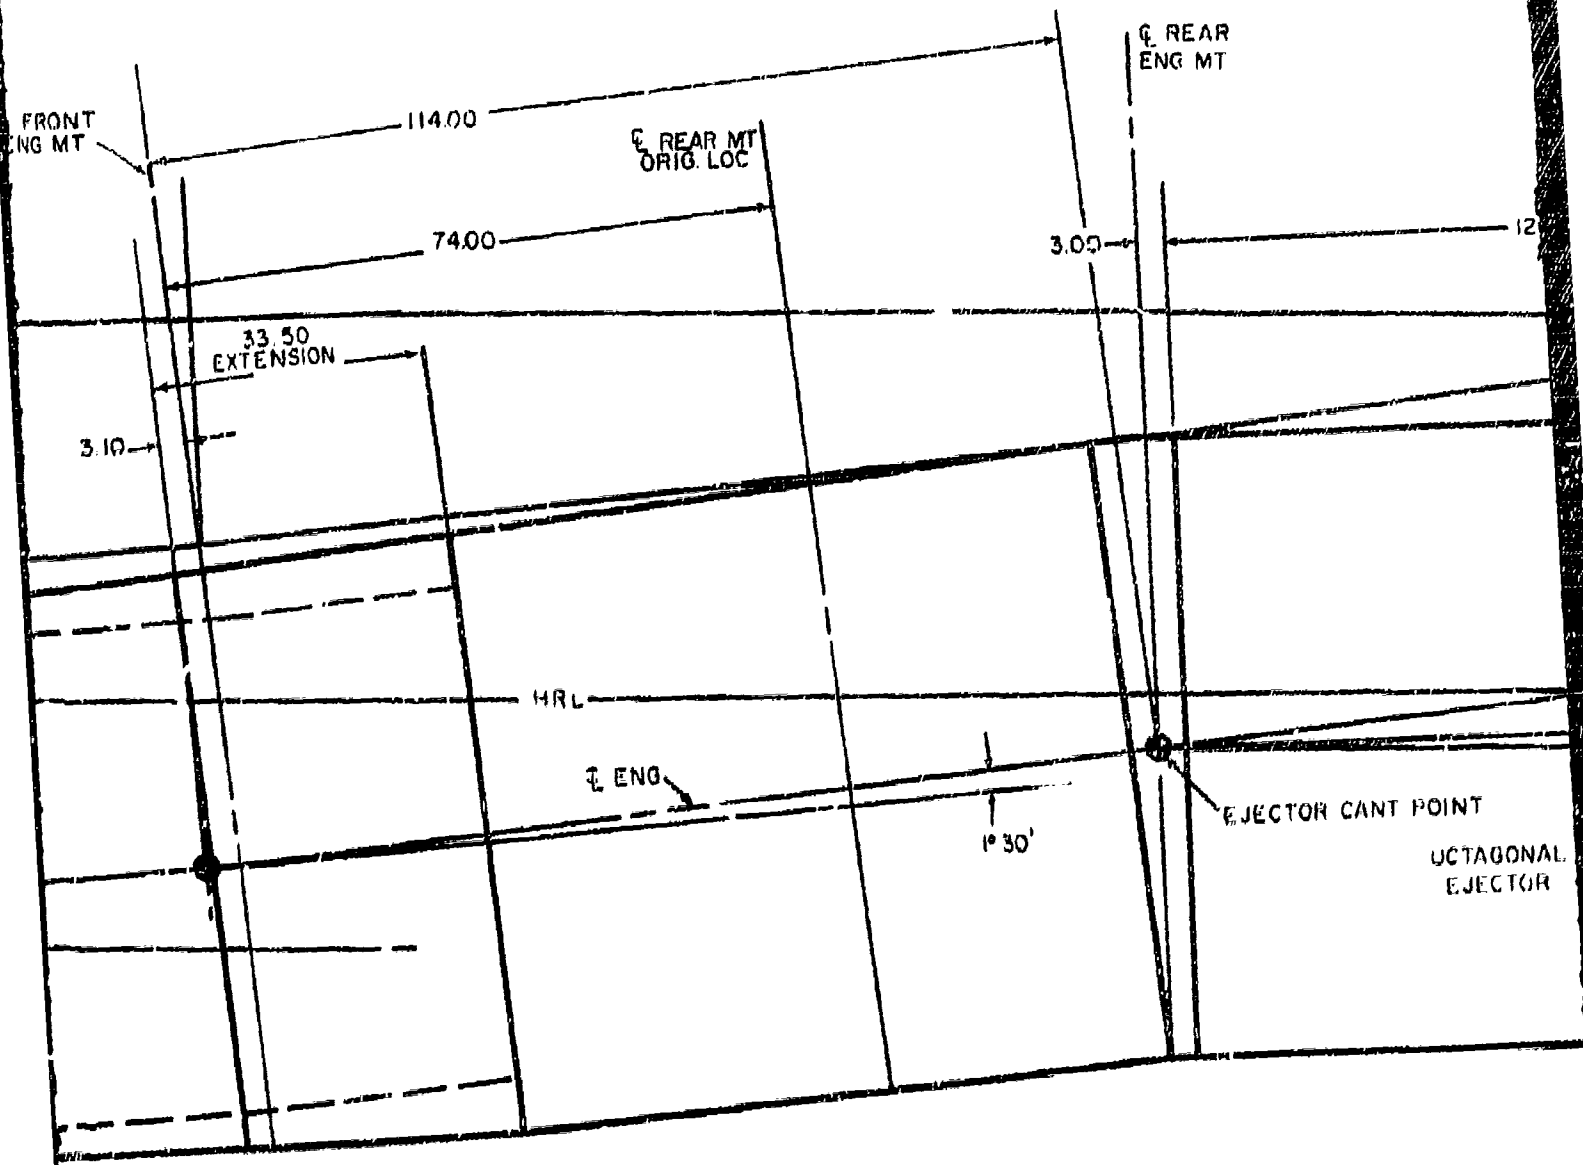 ℄ REAR
ENG MT
FRONT
ENG MT
114.00
℄ REAR MT
ORIG. LOC
74.00
3.00
12
33.50
EXTENSION
3.10
HRL
℄ ENG
1° 30'
EJECTOR CANT POINT
OCTAGONAL
EJECTOR